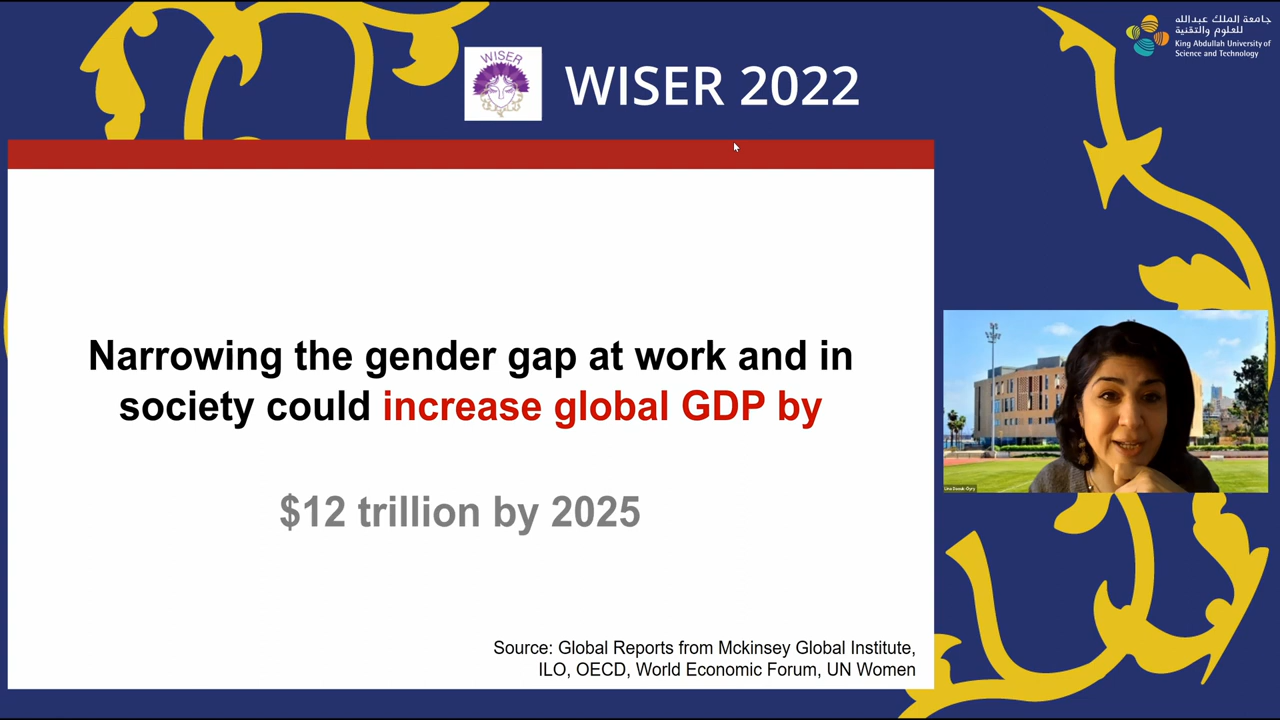 WISER
WISER 2022
جامعة الملك عبدالله
للعلوم والتقنية
King Abdullah University of
Science and Technology
Narrowing the gender gap at work and in
society could increase global GDP by
$12 trillion by 2025
Source: Global Reports from Mckinsey Global Institute,
ILO, OECD, World Economic Forum, UN Women